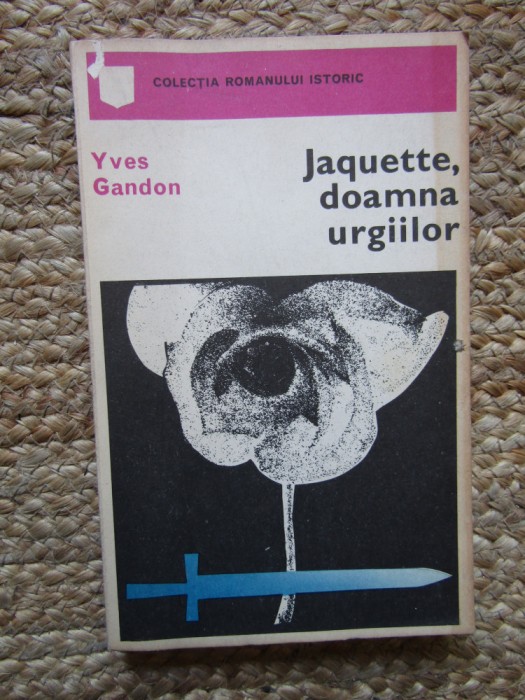 COLECȚIA ROMANULUI ISTORIC
Yves
Gandon
Jaquette,
doamna
urgiilor